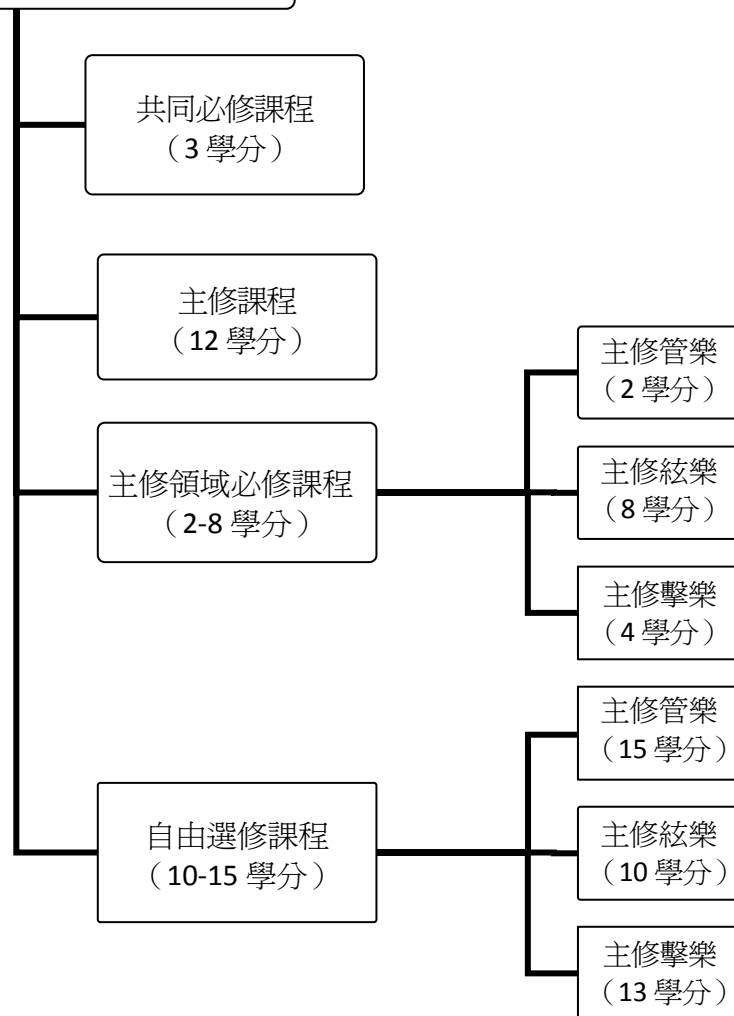 共同必修課程
（3 學分）
主修課程
（12 學分）
主修領域必修課程
（2-8 學分）
主修管樂
（2 學分）
主修絃樂
（8 學分）
主修擊樂
（4 學分）
自由選修課程
（10-15 學分）
主修管樂
（15 學分）
主修絃樂
（10 學分）
主修擊樂
（13 學分）